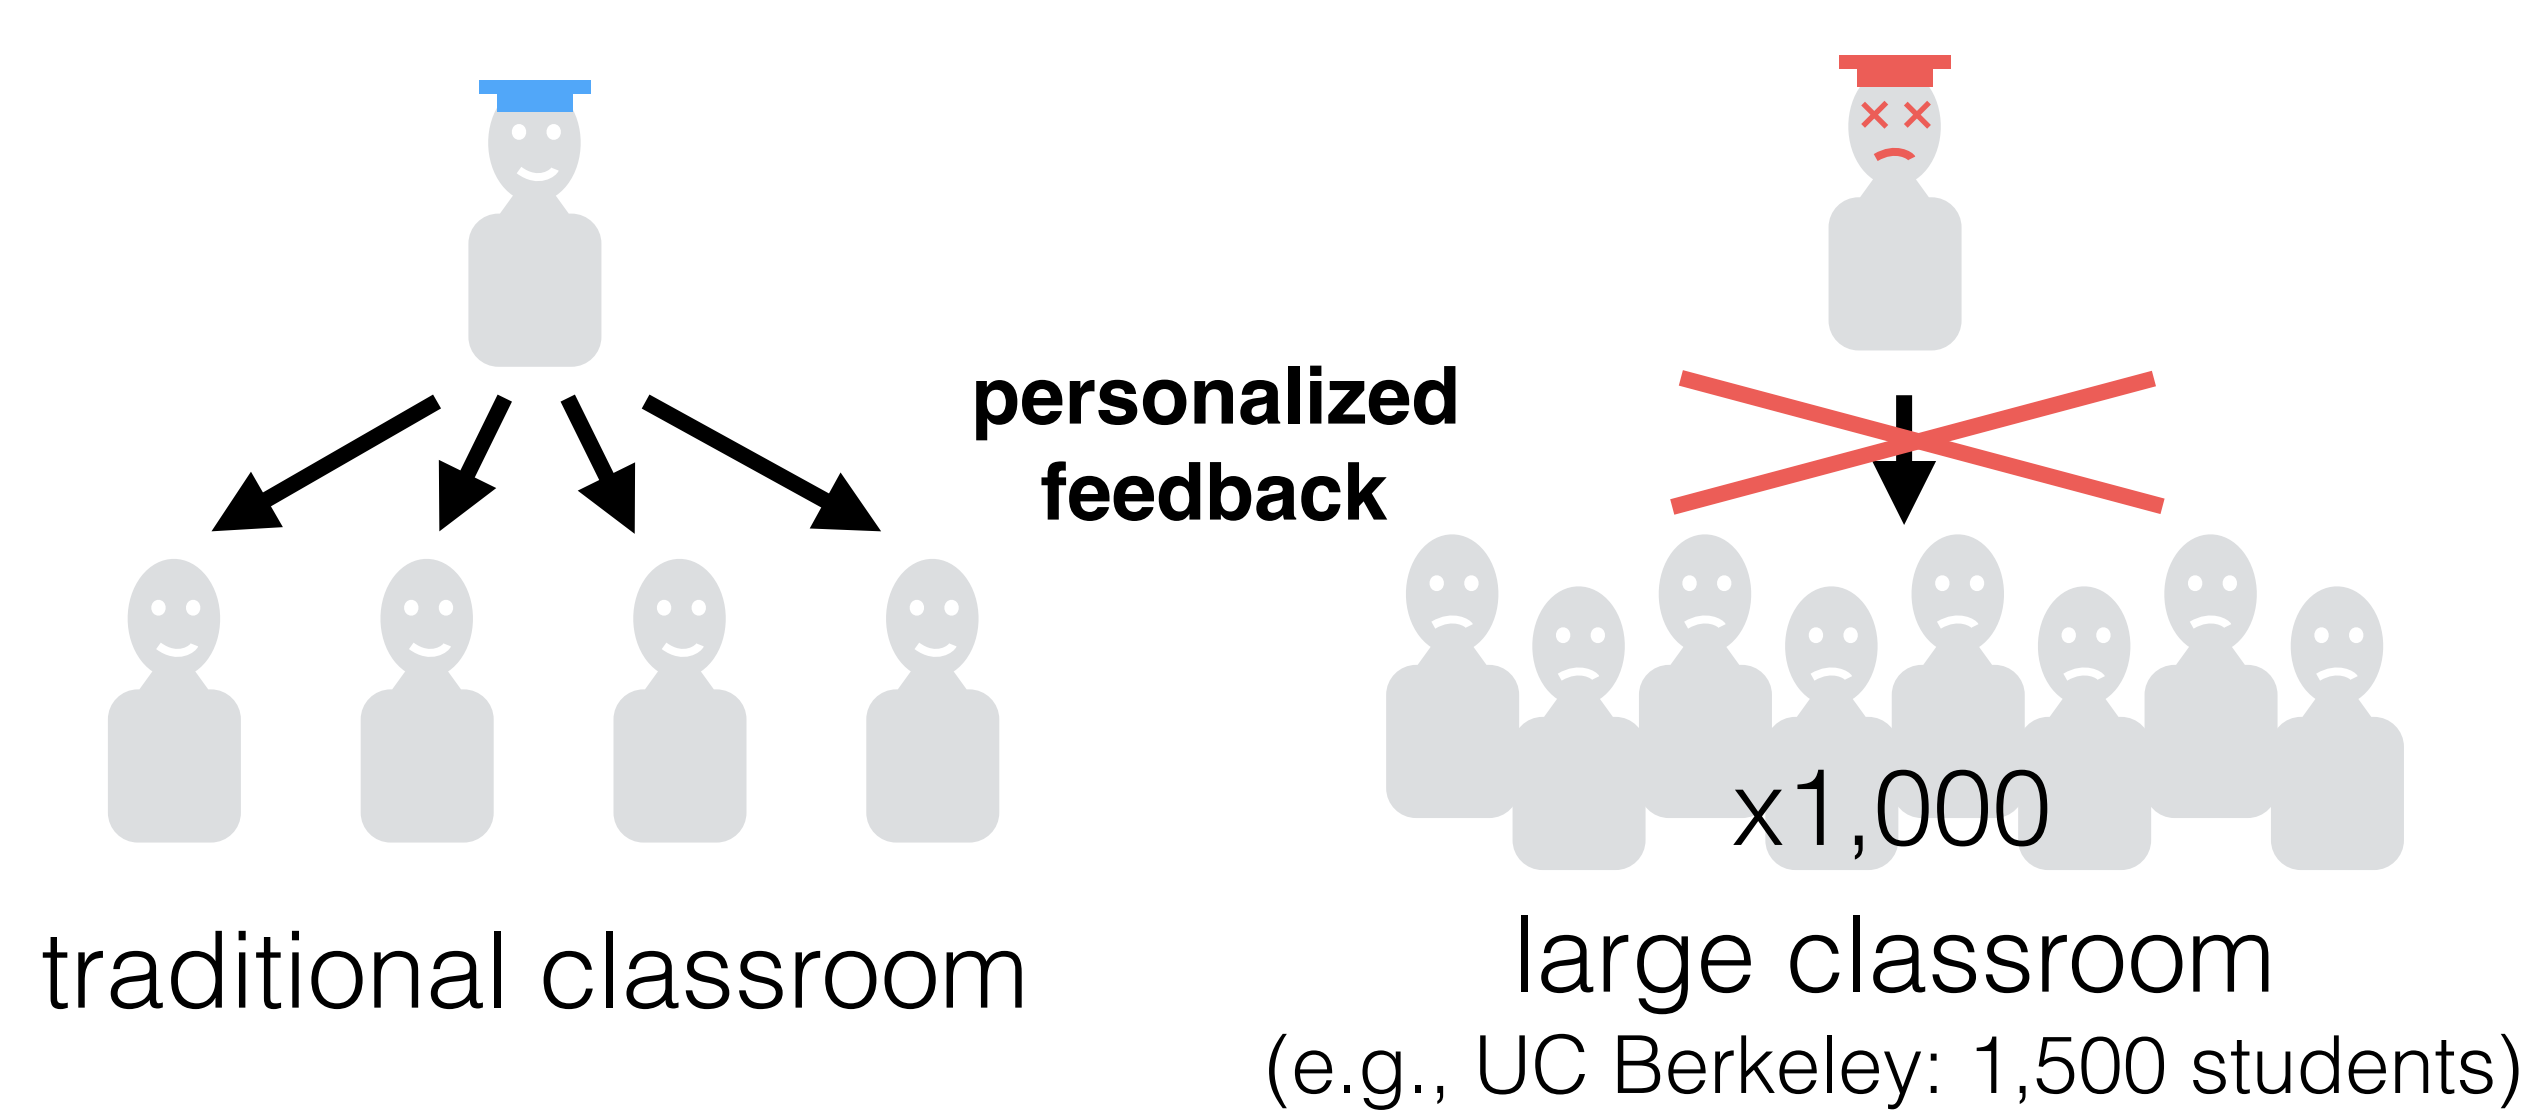 personalized
feedback
x1,000
traditional classroom
large classroom
(e.g., UC Berkeley: 1,500 students)